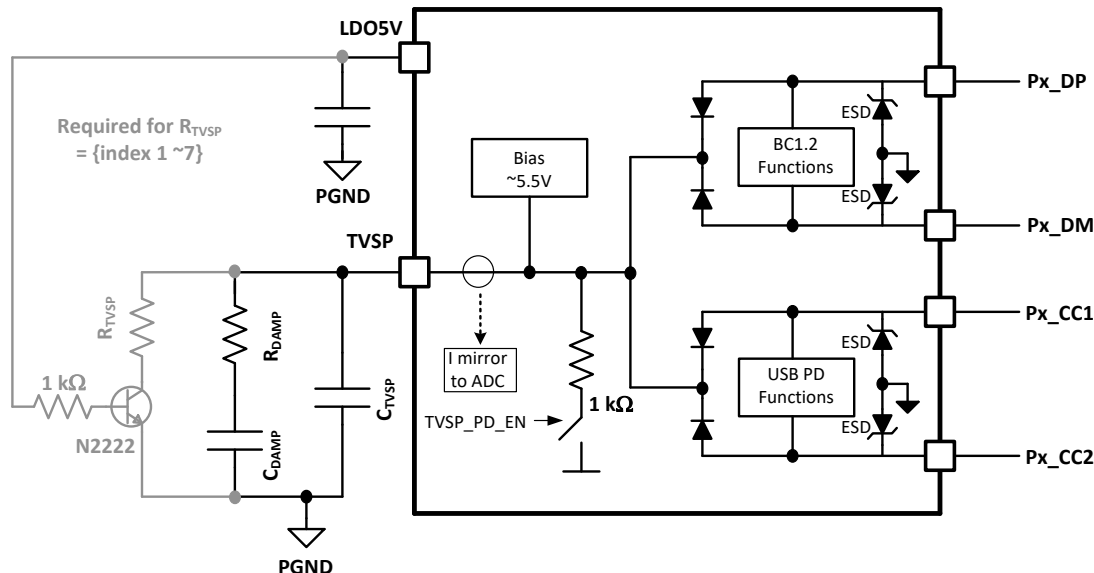 LDO5V
Px_DP
ESD
Required for RTVSP
= {index 1 ~7}
BC1.2
Functions
Bias
~5.5V
PGND
ESD
TVSP
Px_DM
RTVSP
RDAMP
Px_CC1
ESD
I mirror
to ADC
USB PD
Functions
1 kΩ
CTVSP
1 kΩ
TVSP_PD_EN
ESD
N2222
CDAMP
Px_CC2
PGND